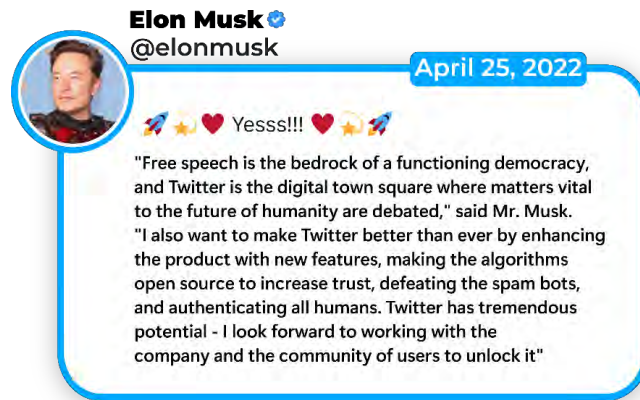 Elon Musk
@elonmusk
April 25, 2022
🚀💫❤️ Yesss!!! ❤️💫🚀
"Free speech is the bedrock of a functioning democracy,
and Twitter is the digital town square where matters vital
to the future of humanity are debated," said Mr. Musk.
"I also want to make Twitter better than ever by enhancing
the product with new features, making the algorithms
open source to increase trust, defeating the spam bots,
and authenticating all humans. Twitter has tremendous
potential - I look forward to working with the
company and the community of users to unlock it"